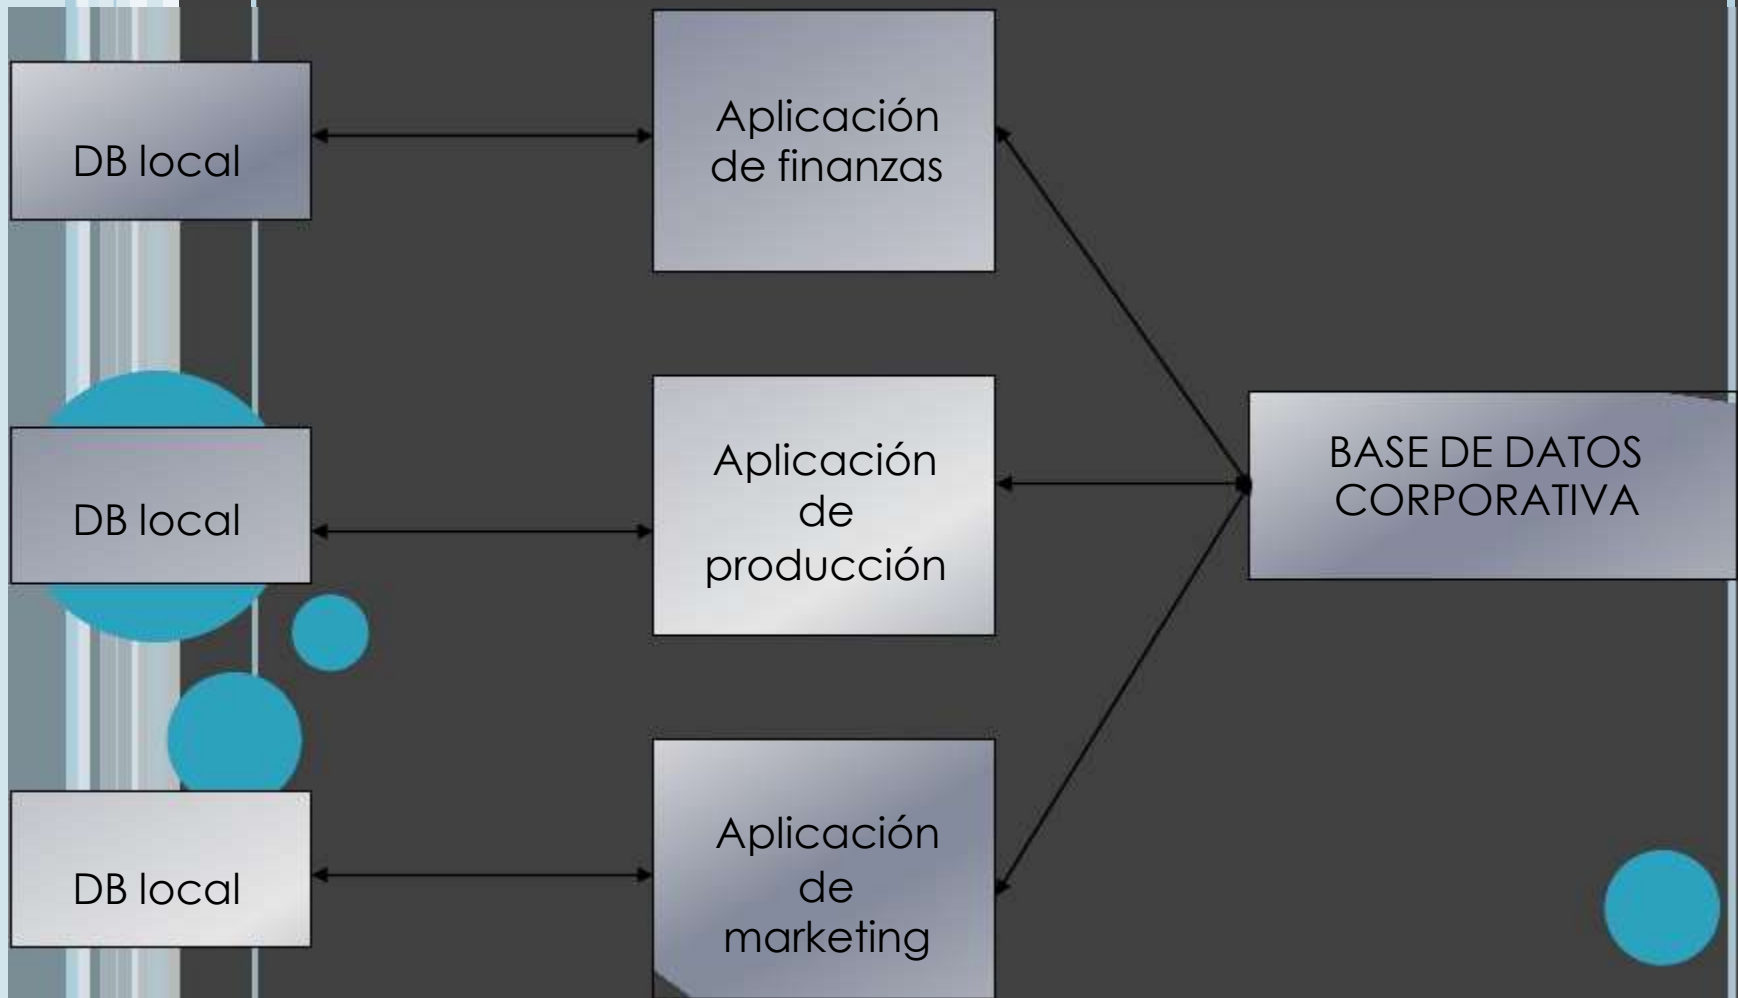 DB local
Aplicación
de finanzas
DB local
Aplicación
de
producción
BASE DE DATOS
CORPORATIVA
DB local
Aplicación
de
marketing